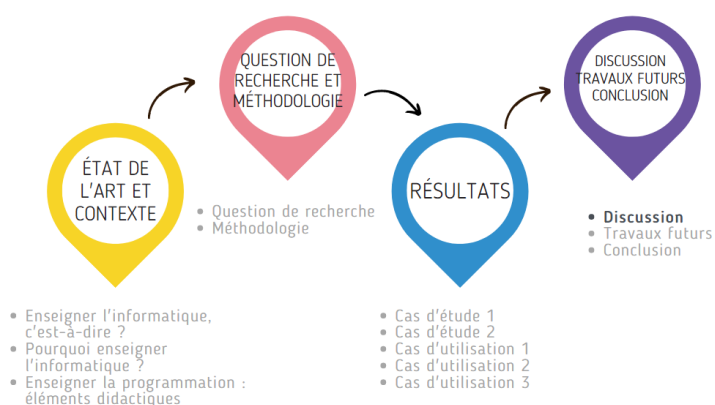 ÉTAT DE
L'ART ET
CONTEXTE
• Enseigner l'informatique,
c'est-à-dire ?
• Pourquoi enseigner
l'informatique ?
• Enseigner la programmation :
éléments didactiques
QUESTION DE
RECHERCHE ET
MÉTHODOLOGIE
• Question de recherche
• Méthodologie
RÉSULTATS
• Cas d'étude 1
• Cas d'étude 2
• Cas d'utilisation 1
• Cas d'utilisation 2
• Cas d'utilisation 3
DISCUSSION
TRAVAUX FUTURS
CONCLUSION
• Discussion
• Travaux futurs
• Conclusion